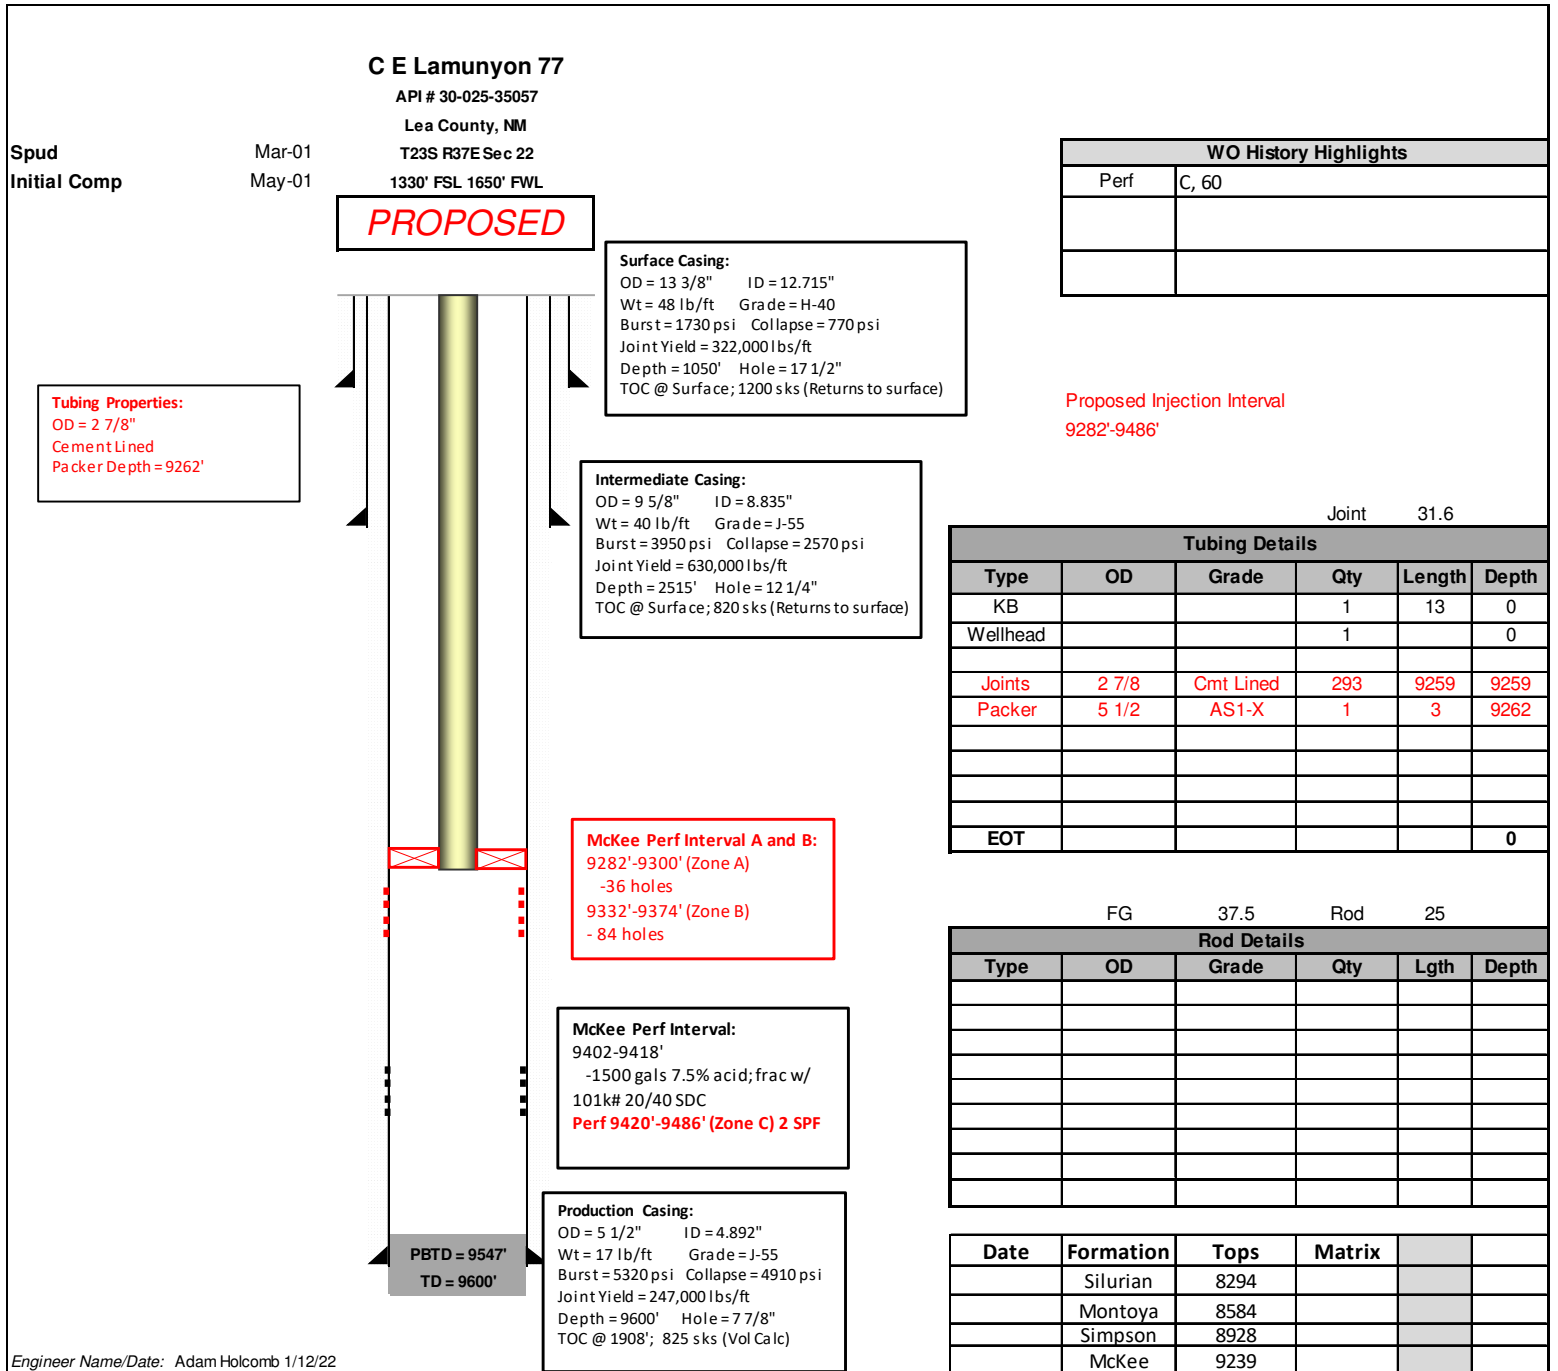 C E Lamunyon 77
API # 30-025-35057
Lea County, NM
Spud Mar-01 T23S R37E Sec 22
Initial Comp May-01 1330' FSL 1650' FWL
PROPOSED
WO History Highlights
Perf C, 60
Surface Casing:
OD = 13 3/8" ID = 12.715"
Wt = 48 lb/ft Grade = H-40
Burst = 1730 psi Collapse = 770 psi
Joint Yield = 322,000 lbs/ft
Depth = 1050' Hole = 17 1/2"
TOC @ Surface; 1200 sks (Returns to surface)
Tubing Properties:
OD = 2 7/8"
Cement Lined
Packer Depth = 9262'
Proposed Injection Interval
9282'-9486'
Intermediate Casing:
OD = 9 5/8" ID = 8.835"
Wt = 40 lb/ft Grade = J-55
Burst = 3950 psi Collapse = 2570 psi
Joint Yield = 630,000 lbs/ft
Depth = 2515' Hole = 12 1/4"
TOC @ Surface; 820 sks (Returns to surface)
Joint 31.6
Tubing Details
Type OD Grade Qty Length Depth
KB 1 13 0
Wellhead 1 0
Joints 2 7/8 Cmt Lined 293 9259 9259
Packer 5 1/2 AS1-X 1 3 9262
EOT 0
McKee Perf Interval A and B:
9282'-9300' (Zone A)
-36 holes
9332'-9374' (Zone B)
- 84 holes
FG 37.5 Rod 25
Rod Details
Type OD Grade Qty Lgth Depth
McKee Perf Interval:
9402-9418'
-1500 gals 7.5% acid; frac w/
101k# 20/40 SDC
Perf 9420'-9486' (Zone C) 2 SPF
Production Casing:
OD = 5 1/2" ID = 4.892"
Wt = 17 lb/ft Grade = J-55
Burst = 5320 psi Collapse = 4910 psi
Joint Yield = 247,000 lbs/ft
Depth = 9600' Hole = 7 7/8"
TOC @ 1908'; 825 sks (Vol Calc)
PBTD = 9547'
TD = 9600'
Date Formation Tops Matrix
Silurian 8294
Montoya 8584
Simpson 8928
McKee 9239
Engineer Name/Date: Adam Holcomb 1/12/22